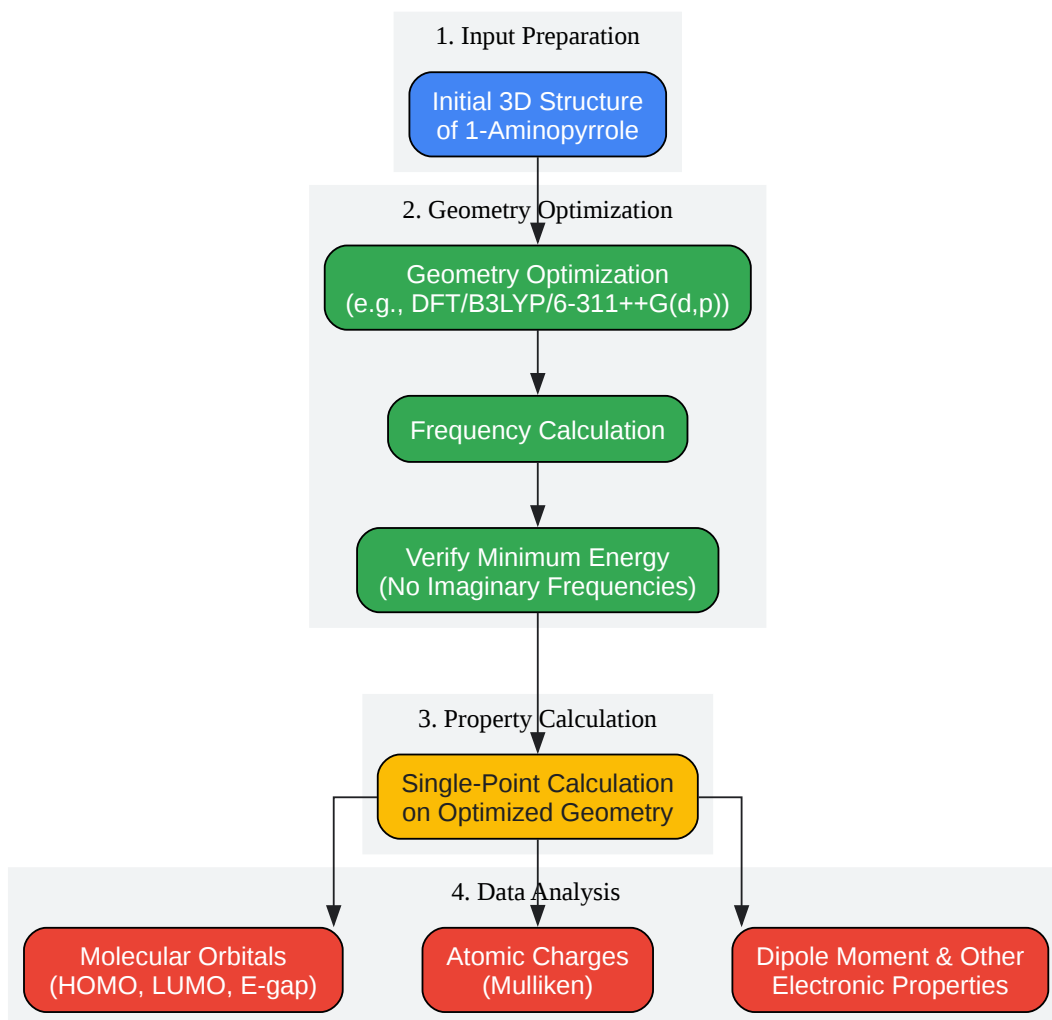 1. Input Preparation
Initial 3D Structure
of 1-Aminopyrrole
2. Geometry Optimization
Geometry Optimization
(e.g., DFT/B3LYP/6-311++G(d,p))
Frequency Calculation
Verify Minimum Energy
(No Imaginary Frequencies)
3. Property Calculation
Single-Point Calculation
on Optimized Geometry
4. Data Analysis
Molecular Orbitals
(HOMO, LUMO, E-gap)
Atomic Charges
(Mulliken)
Dipole Moment & Other
Electronic Properties